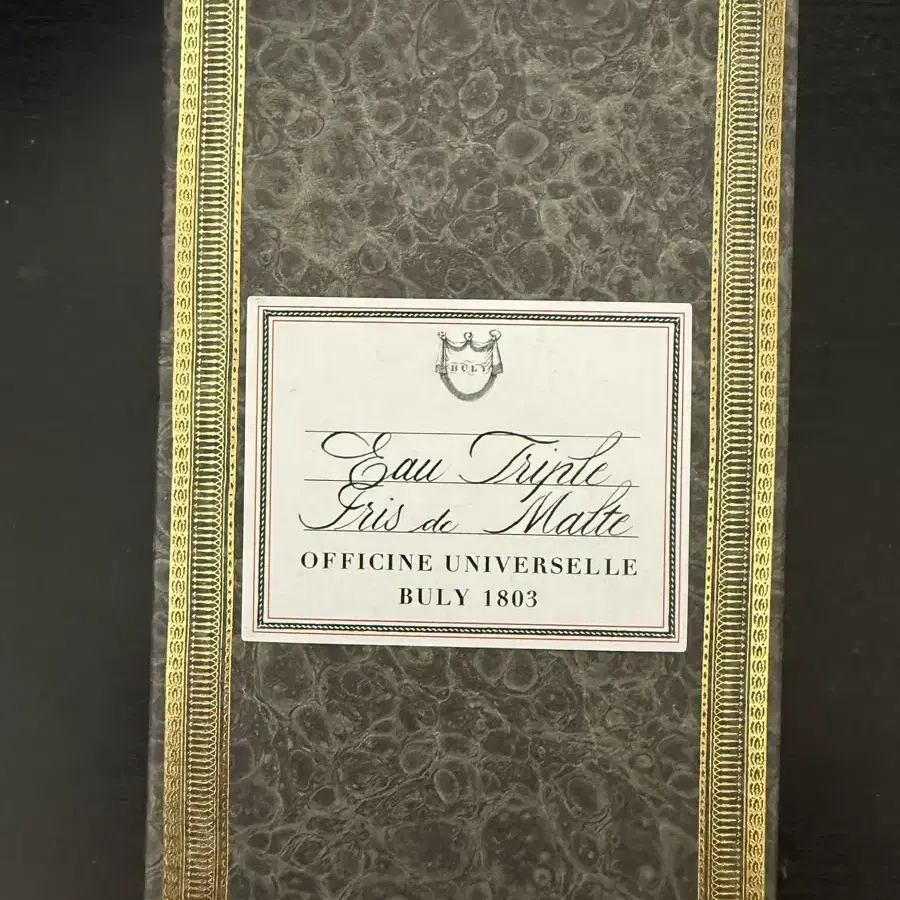 BULY
Eau Triple
Iris de Malte
OFFICINE UNIVERSELLE
BULY 1803